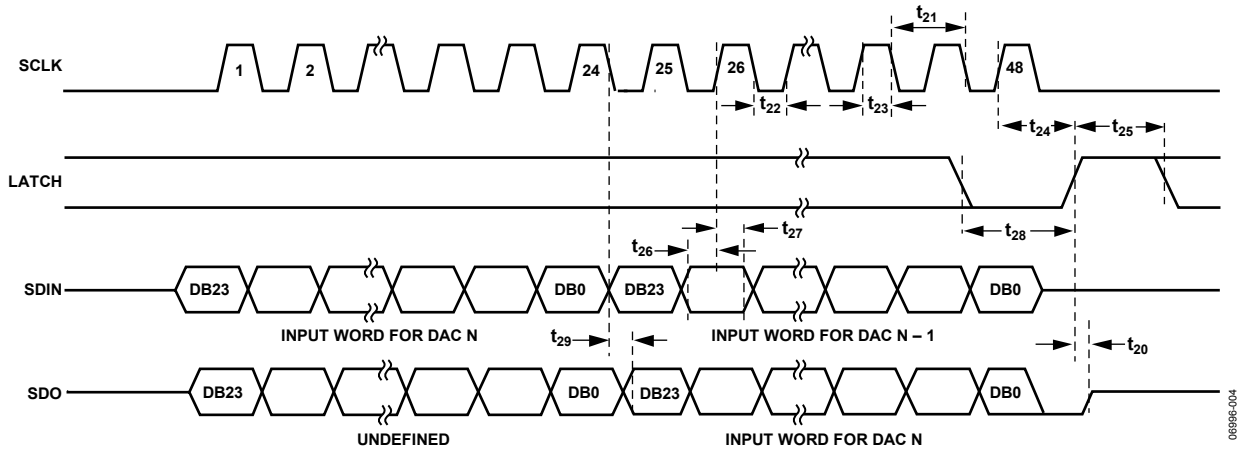 t21
SCLK
1
2
24
25
26
48
t22
t23
t24
t25
LATCH
t28
t26
t27
SDIN
DB23
DB0
DB23
DB0
INPUT WORD FOR DAC N
INPUT WORD FOR DAC N – 1
t29
t20
SDO
DB23
DB0
DB23
DB0
UNDEFINED
INPUT WORD FOR DAC N
06996-004